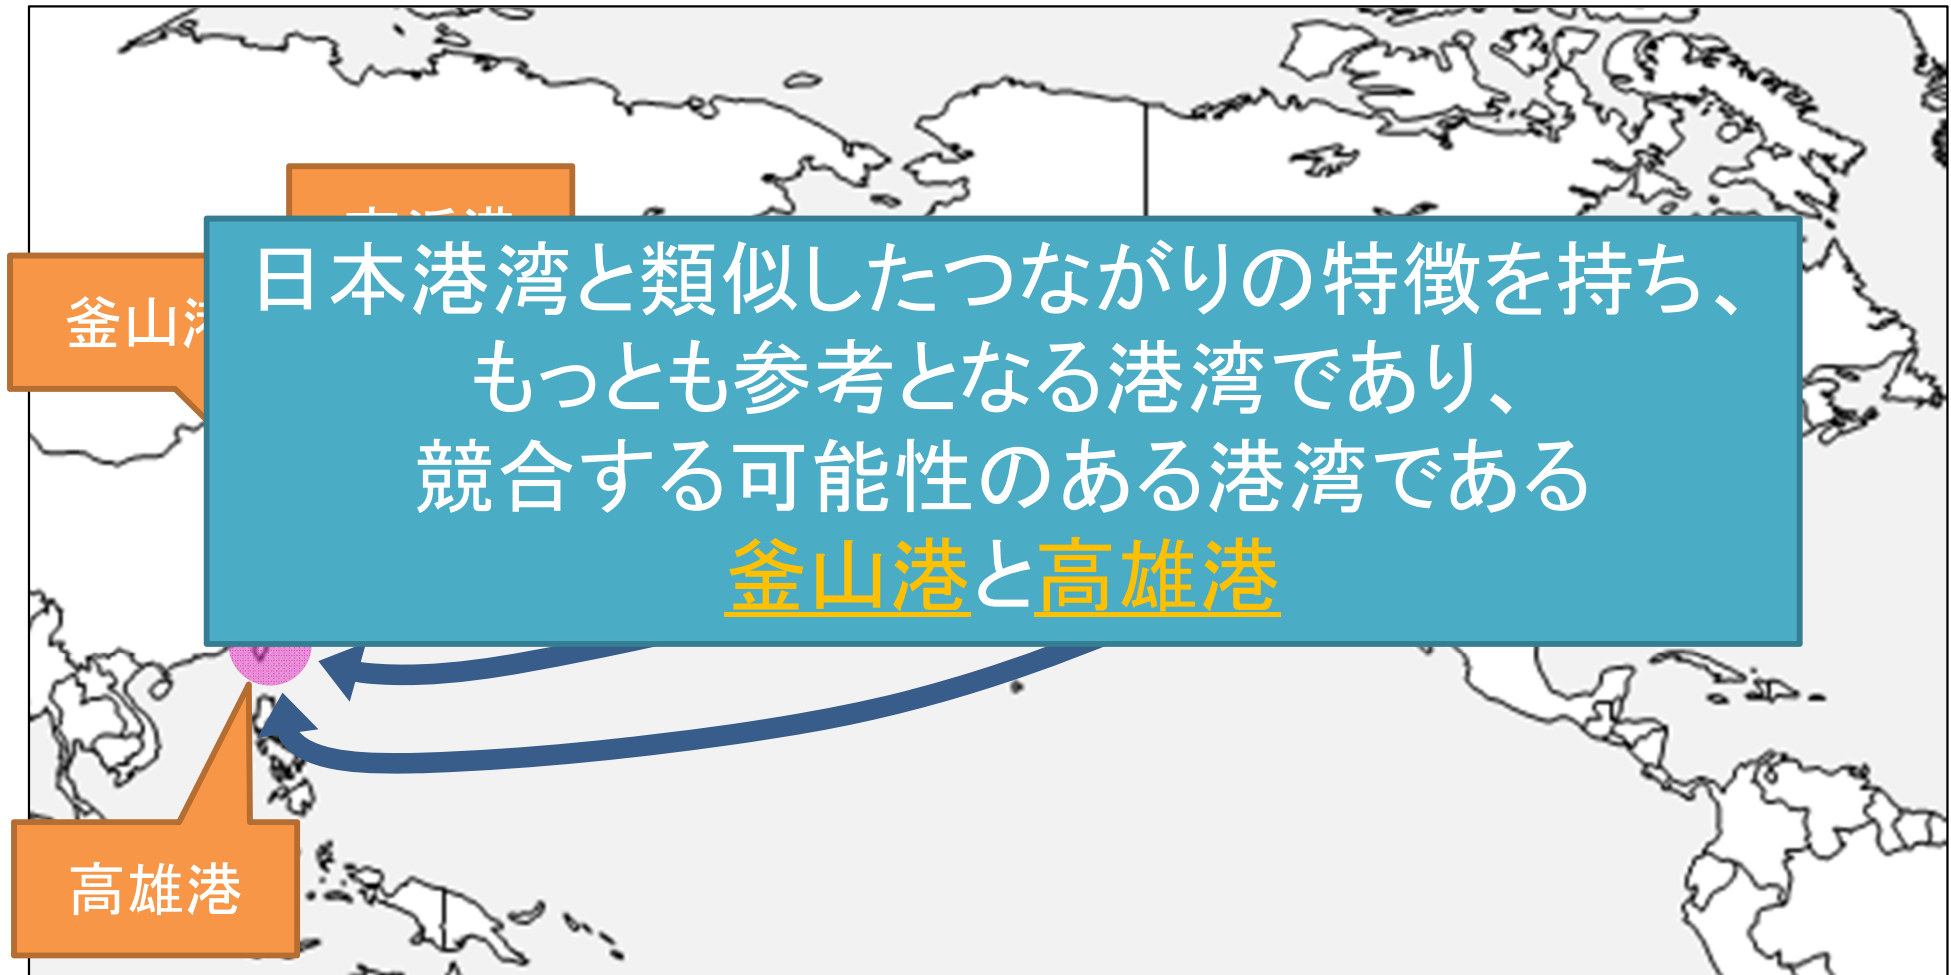 釜山港
日本港湾と類似したつながりの特徴を持ち、
もっとも参考となる港湾であり、
競合する可能性のある港湾である
釜山港と高雄港
高雄港